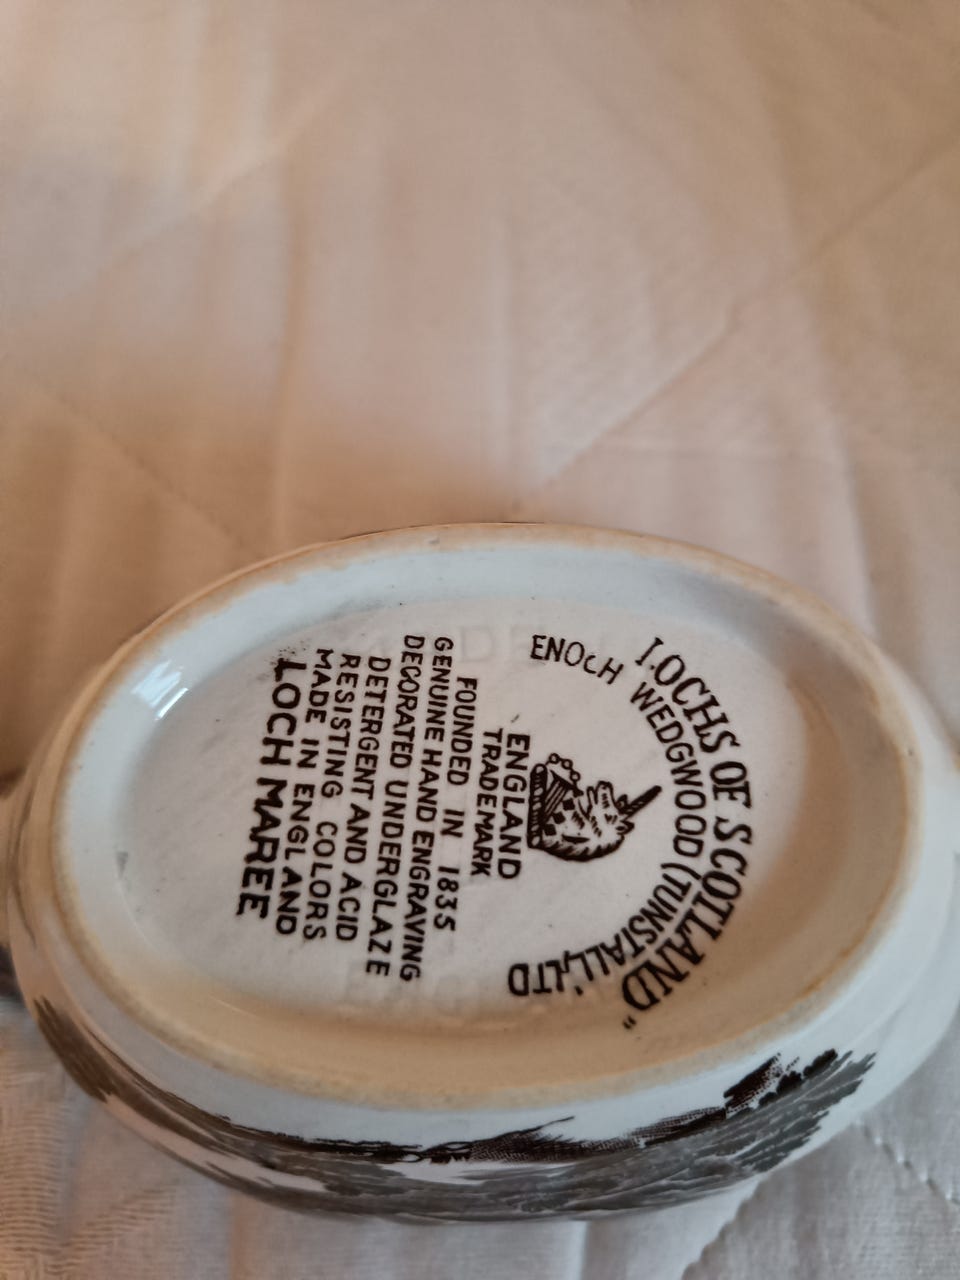 LOCHS OF SCOTLAND"
ENOCH WEDGWOOD (TUNSTALL) LTD
ENGLAND
TRADEMARK
FOUNDED IN 1835
GENUINE HAND ENGRAVING
DECORATED UNDERGLAZE
DETERGENT AND ACID
RESISTING COLORS
MADE IN ENGLAND
LOCH MAREE